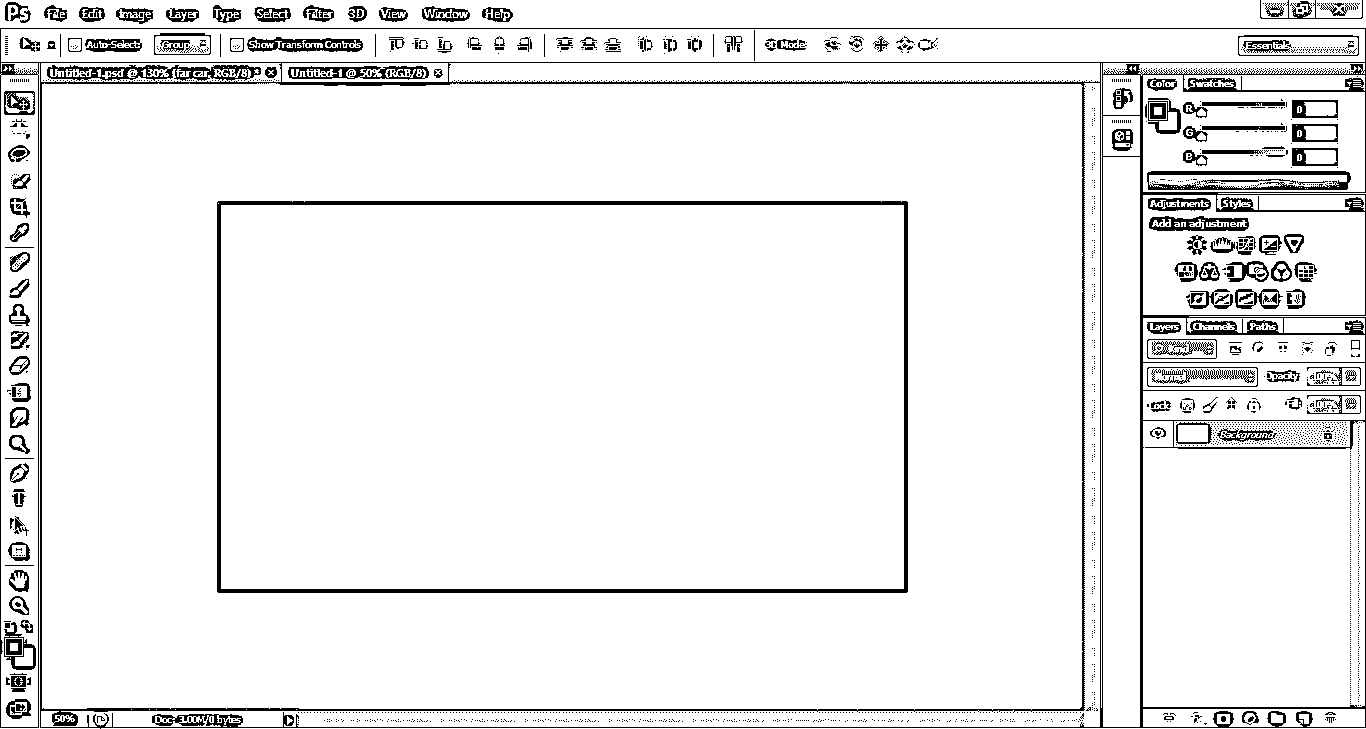 Ps File Edit Image Layer Type Select Filter 3D View Window Help
Auto-Select: Group Show Transform Controls 3D Mode: Essentials
Untitled-1.psd @ 130% (far car, RGB/8) * × Untitled-1 @ 50% (RGB/8) ×
Color Swatches
R 0
G 0
B 0
Adjustments Styles
Add an adjustment
Layers Channels Paths
Kind
Normal Opacity:
Lock: Fill:
Background
50% Doc: 3.00M/0 bytes